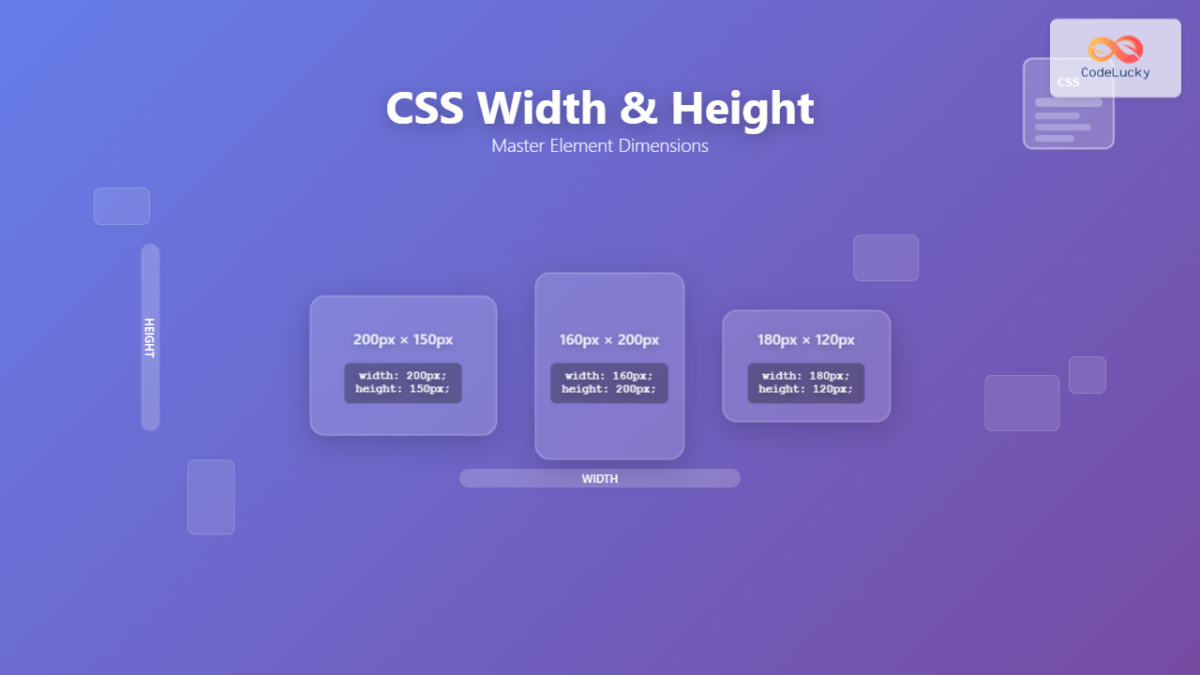 CodeLucky
CSS
CSS Width & Height
Master Element Dimensions
HEIGHT
200px × 150px
width: 200px;
height: 150px;
160px × 200px
width: 160px;
height: 200px;
180px × 120px
width: 180px;
height: 120px;
WIDTH